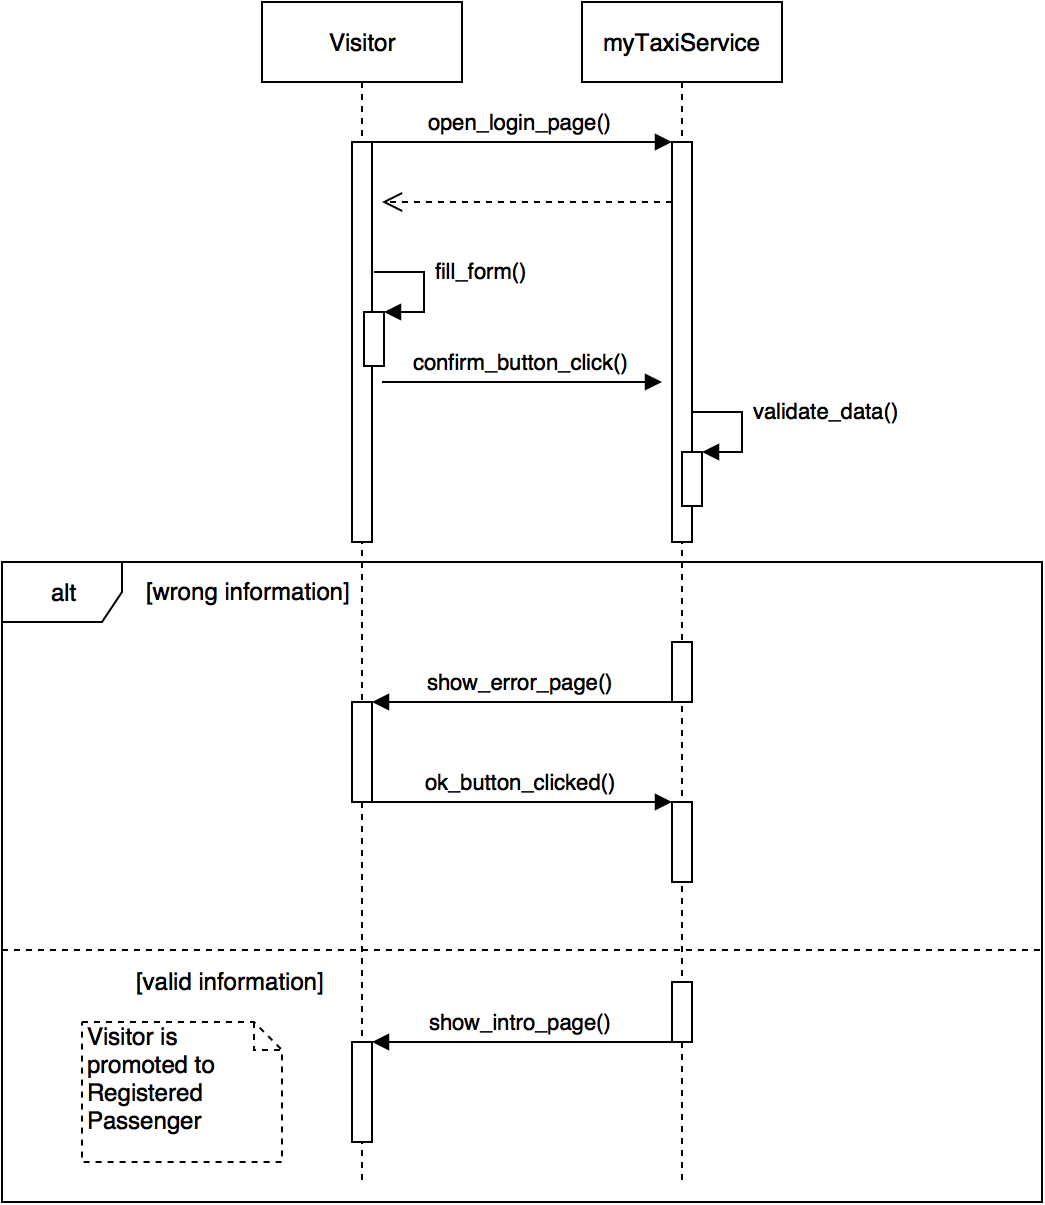 Visitor
myTaxiService
open_login_page()
fill_form()
confirm_button_click()
validate_data()
alt
[wrong information]
show_error_page()
ok_button_clicked()
[valid information]
show_intro_page()
Visitor is
promoted to
Registered
Passenger